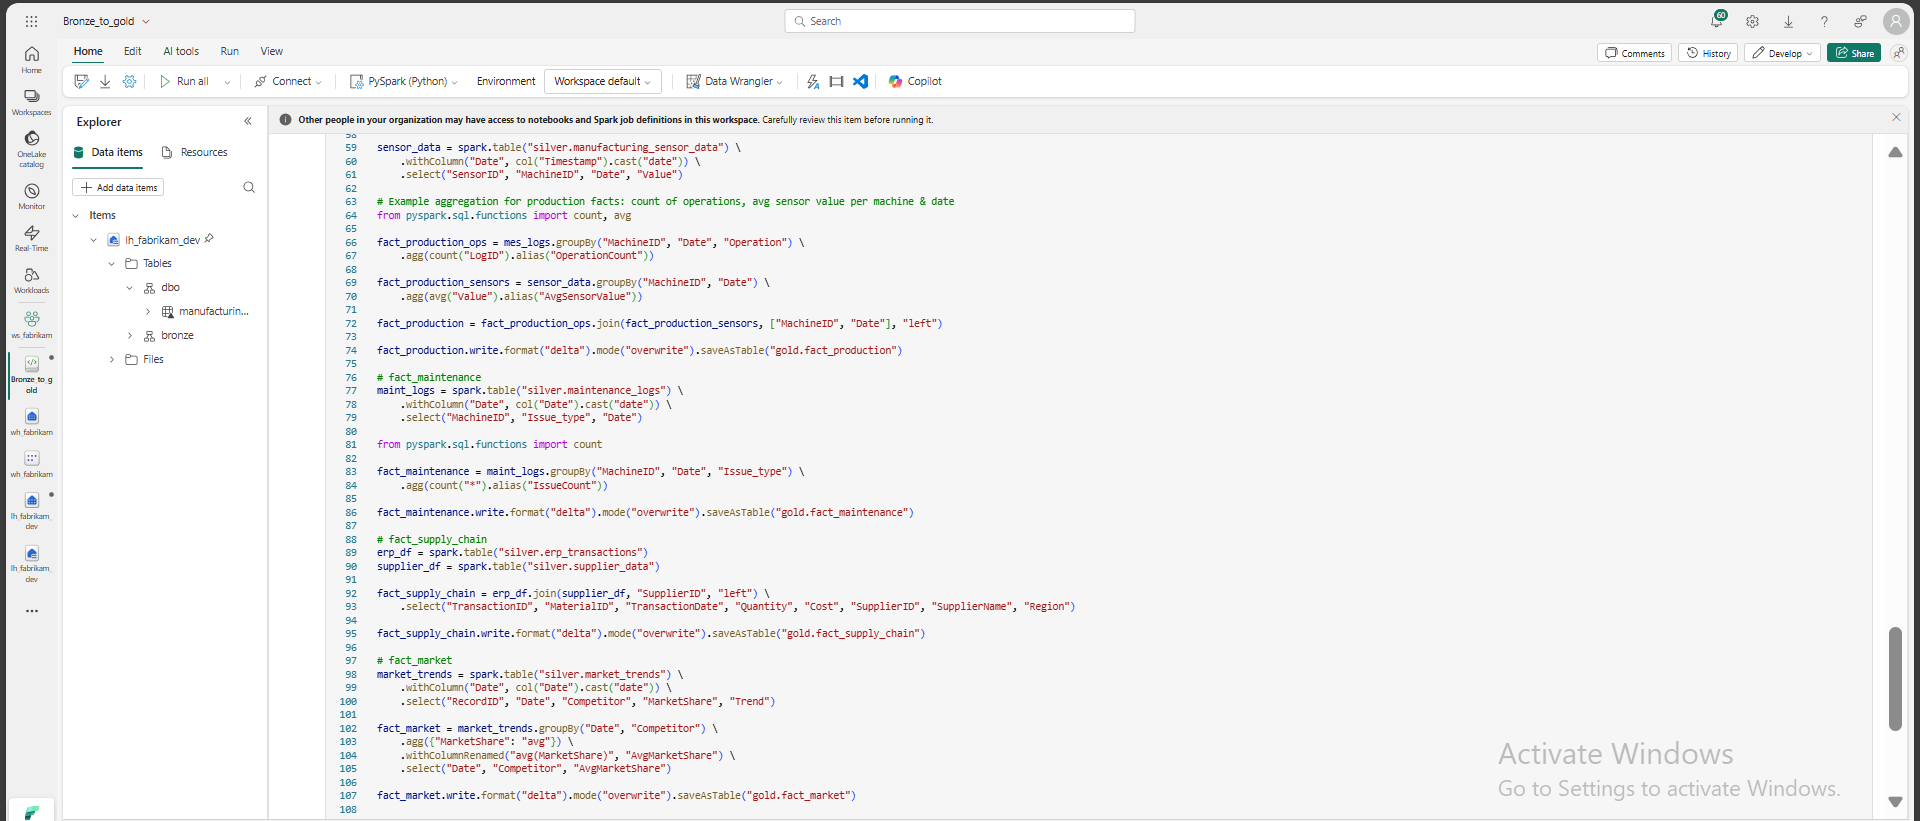 Bronze_to_gold
Search
60
Home
Edit
AI tools
Run
View
Comments
History
Develop
Share
Run all
Connect
PySpark (Python)
Environment
Workspace default
Data Wrangler
Copilot
Home
Workspaces
OneLake
catalog
Monitor
Real-Time
Workloads
ws_fabrikam
Bronze_to_g
old
wh_fabrikam
wh_fabrikam
lh_fabrikam_
dev
lh_fabrikam_
dev
Explorer
Data items
Resources
Add data items
Items
lh_fabrikam_dev
Tables
dbo
manufacturin...
bronze
Files
Other people in your organization may have access to notebooks and Spark job definitions in this workspace. Carefully review this item before running it.
58
59 sensor_data = spark.table("silver.manufacturing_sensor_data") \
60 .withColumn("Date", col("Timestamp").cast("date")) \
61 .select("SensorID", "MachineID", "Date", "Value")
62
63 # Example aggregation for production facts: count of operations, avg sensor value per machine & date
64 from pyspark.sql.functions import count, avg
65
66 fact_production_ops = mes_logs.groupBy("MachineID", "Date", "Operation") \
67 .agg(count("LogID").alias("OperationCount"))
68
69 fact_production_sensors = sensor_data.groupBy("MachineID", "Date") \
70 .agg(avg("Value").alias("AvgSensorValue"))
71
72 fact_production = fact_production_ops.join(fact_production_sensors, ["MachineID", "Date"], "left")
73
74 fact_production.write.format("delta").mode("overwrite").saveAsTable("gold.fact_production")
75
76 # fact_maintenance
77 maint_logs = spark.table("silver.maintenance_logs") \
78 .withColumn("Date", col("Date").cast("date")) \
79 .select("MachineID", "Issue_type", "Date")
80
81 from pyspark.sql.functions import count
82
83 fact_maintenance = maint_logs.groupBy("MachineID", "Date", "Issue_type") \
84 .agg(count("*").alias("IssueCount"))
85
86 fact_maintenance.write.format("delta").mode("overwrite").saveAsTable("gold.fact_maintenance")
87
88 # fact_supply_chain
89 erp_df = spark.table("silver.erp_transactions")
90 supplier_df = spark.table("silver.supplier_data")
91
92 fact_supply_chain = erp_df.join(supplier_df, "SupplierID", "left") \
93 .select("TransactionID", "MaterialID", "TransactionDate", "Quantity", "Cost", "SupplierID", "SupplierName", "Region")
94
95 fact_supply_chain.write.format("delta").mode("overwrite").saveAsTable("gold.fact_supply_chain")
96
97 # fact_market
98 market_trends = spark.table("silver.market_trends") \
99 .withColumn("Date", col("Date").cast("date")) \
100 .select("RecordID", "Date", "Competitor", "MarketShare", "Trend")
101
102 fact_market = market_trends.groupBy("Date", "Competitor") \
103 .agg({"MarketShare": "avg"}) \
104 .withColumnRenamed("avg(MarketShare)", "AvgMarketShare") \
105 .select("Date", "Competitor", "AvgMarketShare")
106
107 fact_market.write.format("delta").mode("overwrite").saveAsTable("gold.fact_market")
108
Activate Windows
Go to Settings to activate Windows.